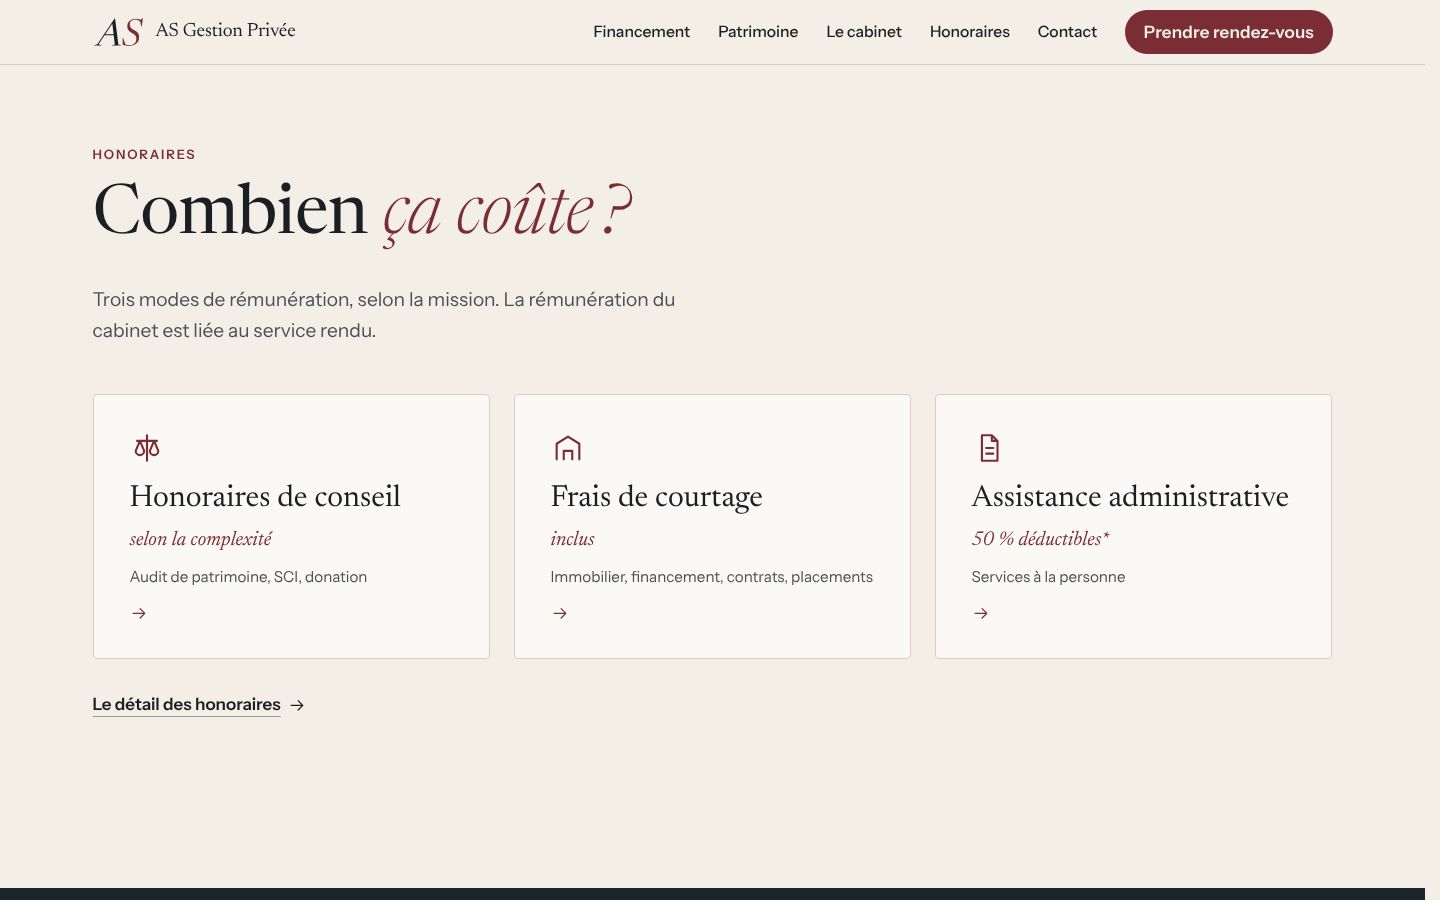 AS AS Gestion Privée
Financement Patrimoine Le cabinet Honoraires Contact Prendre rendez-vous
HONORAIRES
Combien ça coûte ?
Trois modes de rémunération, selon la mission. La rémunération du
cabinet est liée au service rendu.
Honoraires de conseil
selon la complexité
Audit de patrimoine, SCI, donation
→
Frais de courtage
inclus
Immobilier, financement, contrats, placements
→
Assistance administrative
50 % déductibles*
Services à la personne
→
Le détail des honoraires →